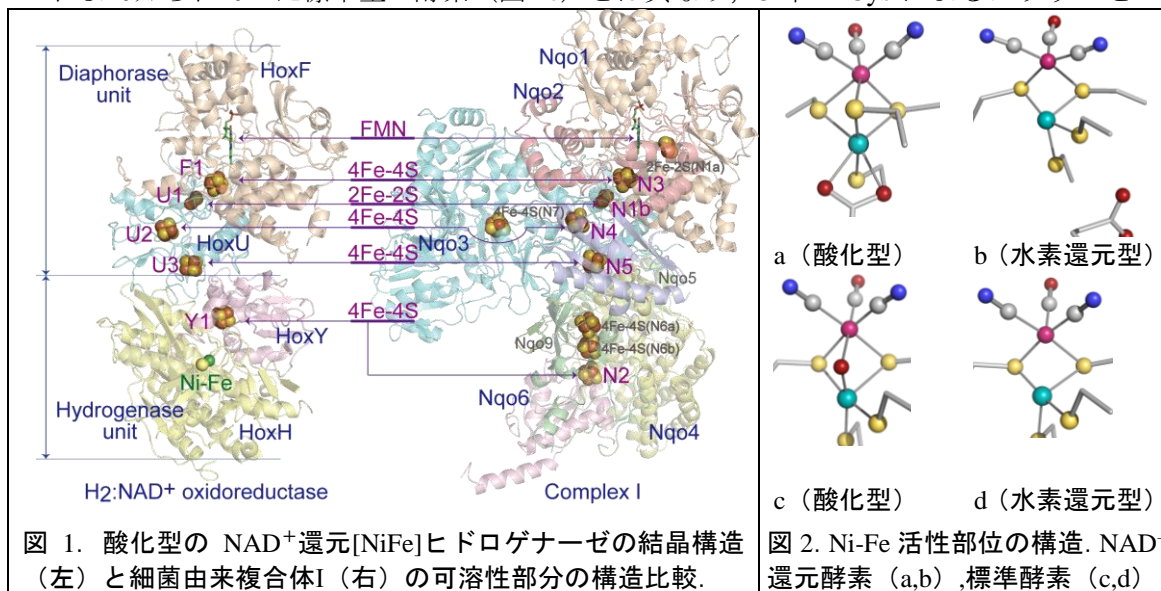 Diaphorase
unit
HoxF
F1
U1
U2
HoxU
U3
Y1
HoxY
Ni-Fe
Hydrogenase
unit
HoxH
H2:NAD+ oxidoreductase
FMN
4Fe-4S
2Fe-2S
4Fe-4S
4Fe-4S
4Fe-4S
Nqo1
Nqo2
2Fe-2S(N1a)
N3
N1b
4Fe-4S(N7)
N4
Nqo3
N5
Nqo5
4Fe-4S(N6a)
Nqo9
4Fe-4S(N6b)
N2
Nqo6
Nqo4
Complex I
図 1. 酸化型の NAD⁺還元[NiFe]ヒドロゲナーゼの結晶構造
（左）と細菌由来複合体I（右）の可溶性部分の構造比較.
a（酸化型）
b（水素還元型）
c（酸化型）
d（水素還元型）
図 2. Ni-Fe 活性部位の構造. NAD⁺
還元酵素（a,b）,標準酵素（c,d）